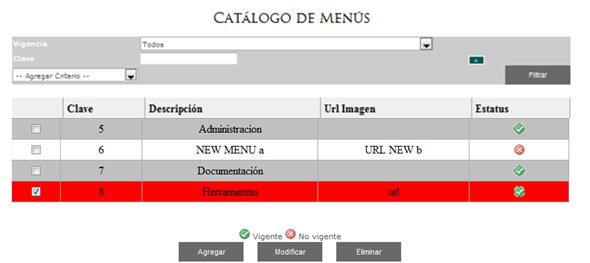 CATÁLOGO DE MENÚS
Vigencia Todos
Clave
-- Agregar Criterio -- Filtrar
Clave Descripción Url Imagen Estatus
5 Administracion
6 NEW MENU a URL NEW b
7 Documentación
8 Herramientas url
Vigente No vigente
Agregar Modificar Eliminar